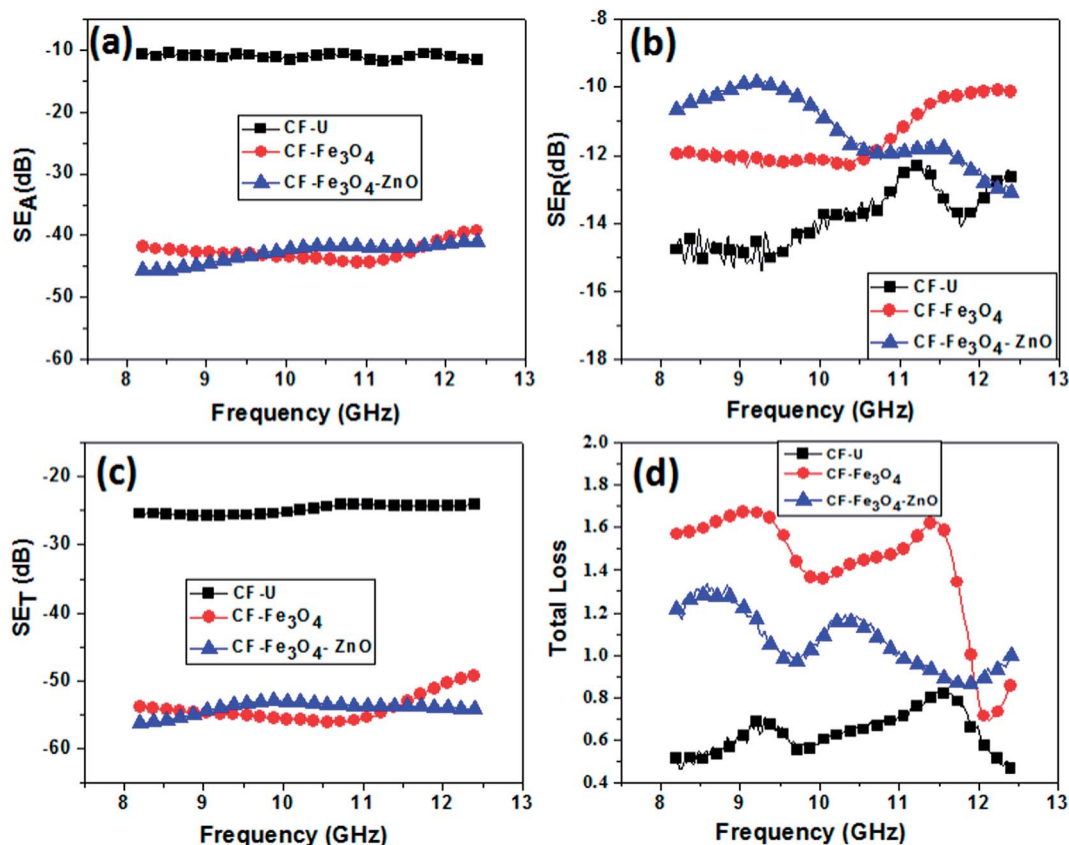 (a)
-10
-20
-30
-40
-50
-60
SE_A(dB)
CF-U
CF-Fe₃O₄
CF-Fe₃O₄-ZnO
8 9 10 11 12 13
Frequency (GHz)
(b)
-8
-10
-12
-14
-16
-18
SE_R(dB)
CF-U
CF-Fe₃O₄
CF-Fe₃O₄- ZnO
8 9 10 11 12 13
Frequency (GHz)
(c)
-20
-30
-40
-50
-60
SE_T (dB)
CF-U
CF-Fe₃O₄
CF-Fe₃O₄- ZnO
8 9 10 11 12 13
Frequency (GHz)
(d)
2.0
1.8
1.6
1.4
1.2
1.0
0.8
0.6
0.4
Total Loss
CF-U
CF-Fe₃O₄
CF-Fe₃O₄-ZnO
8 9 10 11 12 13
Frequency (GHz)